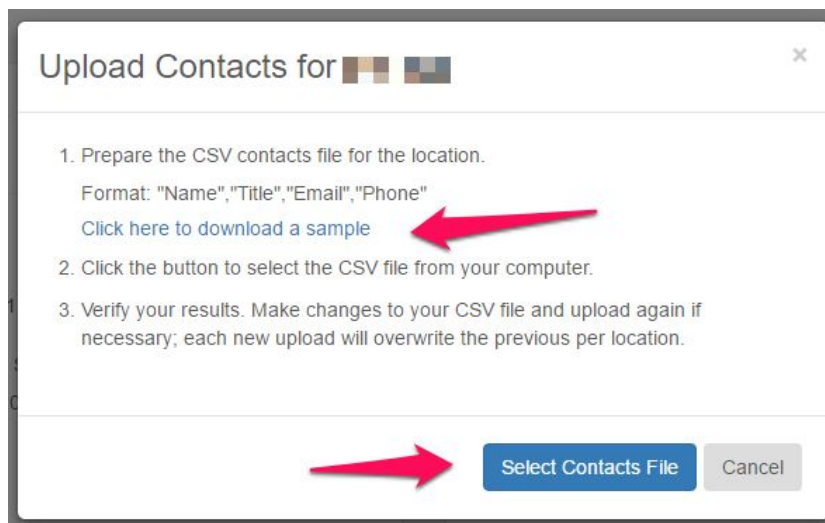 Upload Contacts for
×
1. Prepare the CSV contacts file for the location.
Format: "Name","Title","Email","Phone"
Click here to download a sample
2. Click the button to select the CSV file from your computer.
3. Verify your results. Make changes to your CSV file and upload again if
necessary; each new upload will overwrite the previous per location.
Select Contacts File
Cancel